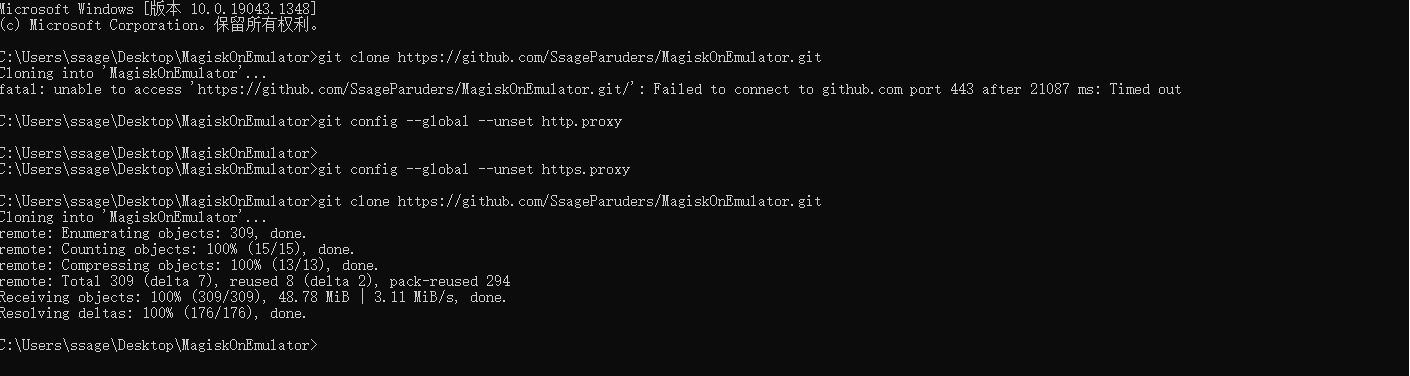 Microsoft Windows [版本 10.0.19043.1348]
(c) Microsoft Corporation。保留所有权利。
C:\Users\ssage\Desktop\MagiskOnEmulator>git clone https://github.com/SsageParuders/MagiskOnEmulator.git
Cloning into 'MagiskOnEmulator'...
fatal: unable to access 'https://github.com/SsageParuders/MagiskOnEmulator.git/': Failed to connect to github.com port 443 after 21087 ms: Timed out
C:\Users\ssage\Desktop\MagiskOnEmulator>git config --global --unset http.proxy
C:\Users\ssage\Desktop\MagiskOnEmulator>
C:\Users\ssage\Desktop\MagiskOnEmulator>git config --global --unset https.proxy
C:\Users\ssage\Desktop\MagiskOnEmulator>git clone https://github.com/SsageParuders/MagiskOnEmulator.git
Cloning into 'MagiskOnEmulator'...
remote: Enumerating objects: 309, done.
remote: Counting objects: 100% (15/15), done.
remote: Compressing objects: 100% (13/13), done.
remote: Total 309 (delta 7), reused 8 (delta 2), pack-reused 294
Receiving objects: 100% (309/309), 48.78 MiB | 3.11 MiB/s, done.
Resolving deltas: 100% (176/176), done.
C:\Users\ssage\Desktop\MagiskOnEmulator>